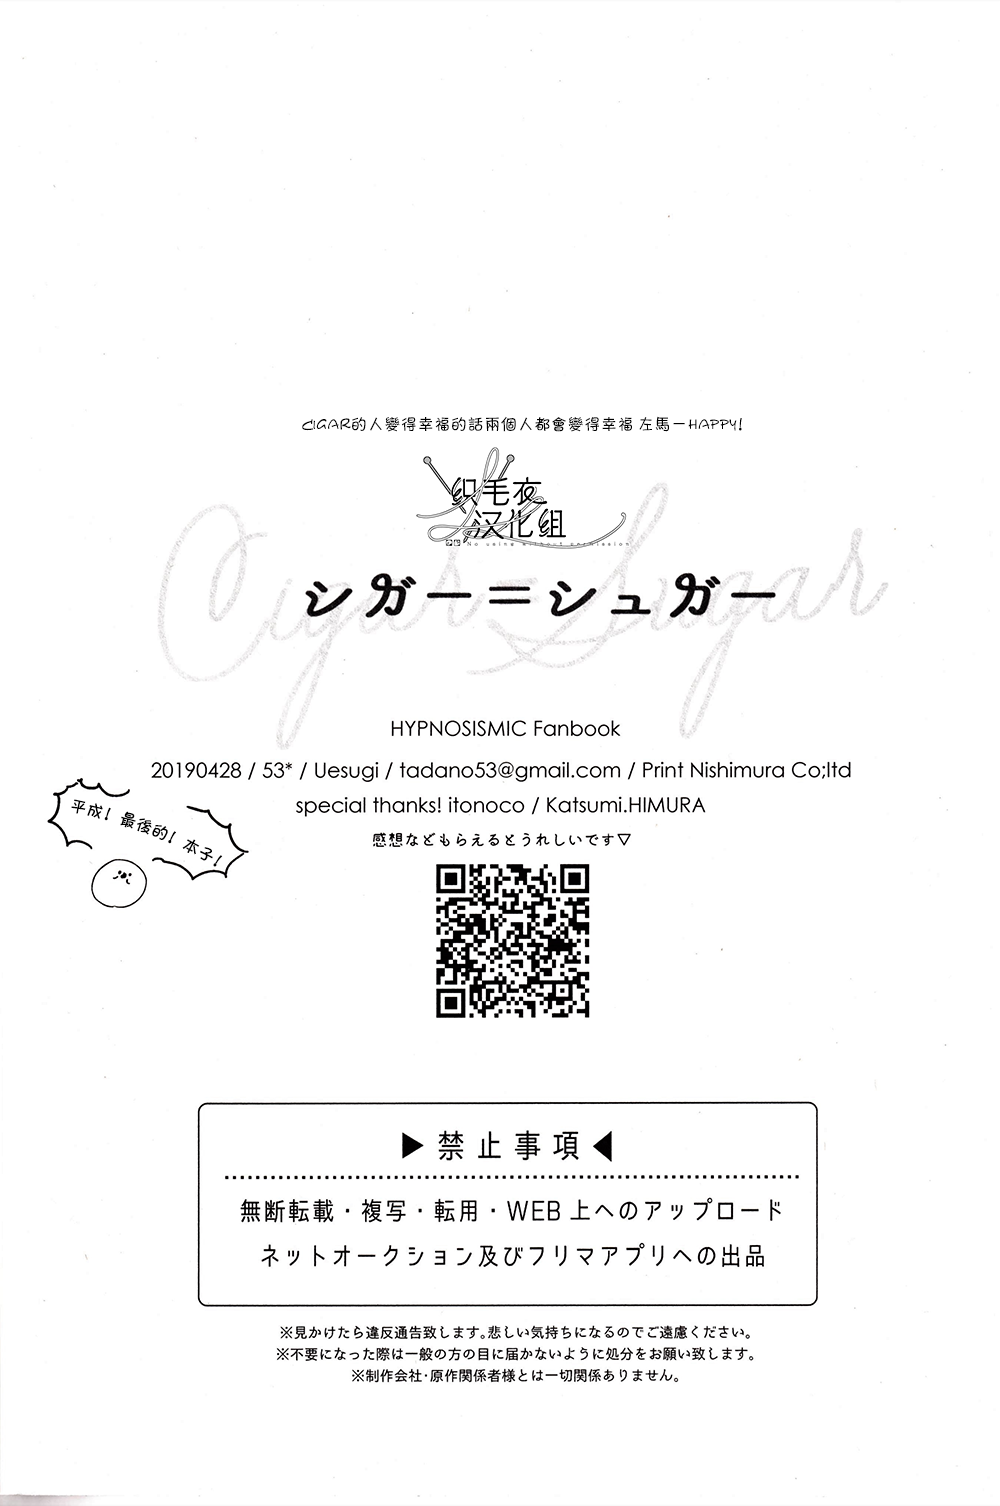 CIGAR的人變得幸福的話兩個人都會變得幸福 左馬一HAPPY!
织毛衣
汉化组
No using without permission
Cigar=Sugar
シガー＝シュガー
HYPNOSISMIC Fanbook
20190428 / 53* / Uesugi / tadano53@gmail.com / Print Nishimura Co;ltd
special thanks! itonoco / Katsumi.HIMURA
平成! 最後的! 本子!
感想などもらえるとうれしいです▽
▶禁止事項◀
無断転載・複写・転用・WEB上へのアップロード
ネットオークション及びフリマアプリへの出品
※見かけたら違反通告致します。悲しい気持ちになるのでご遠慮ください。
※不要になった際は一般の方の目に届かないように処分をお願い致します。
※制作会社・原作関係者様とは一切関係ありません。